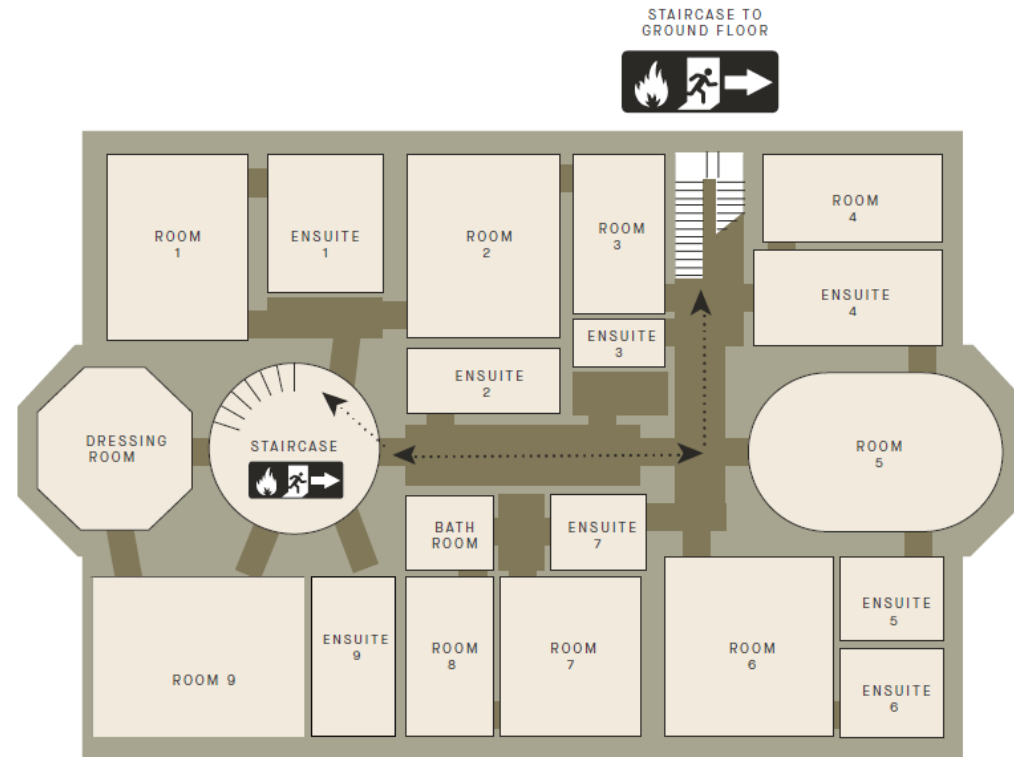 STAIRCASE TO
GROUND FLOOR
ROOM
1
ENSUITE
1
ROOM
2
ROOM
3
ROOM
4
ENSUITE
4
ENSUITE
3
ENSUITE
2
DRESSING
ROOM
STAIRCASE
ROOM
5
BATH
ROOM
ENSUITE
7
ENSUITE
5
ENSUITE
9
ROOM
8
ROOM
7
ROOM
6
ROOM 9
ENSUITE
6